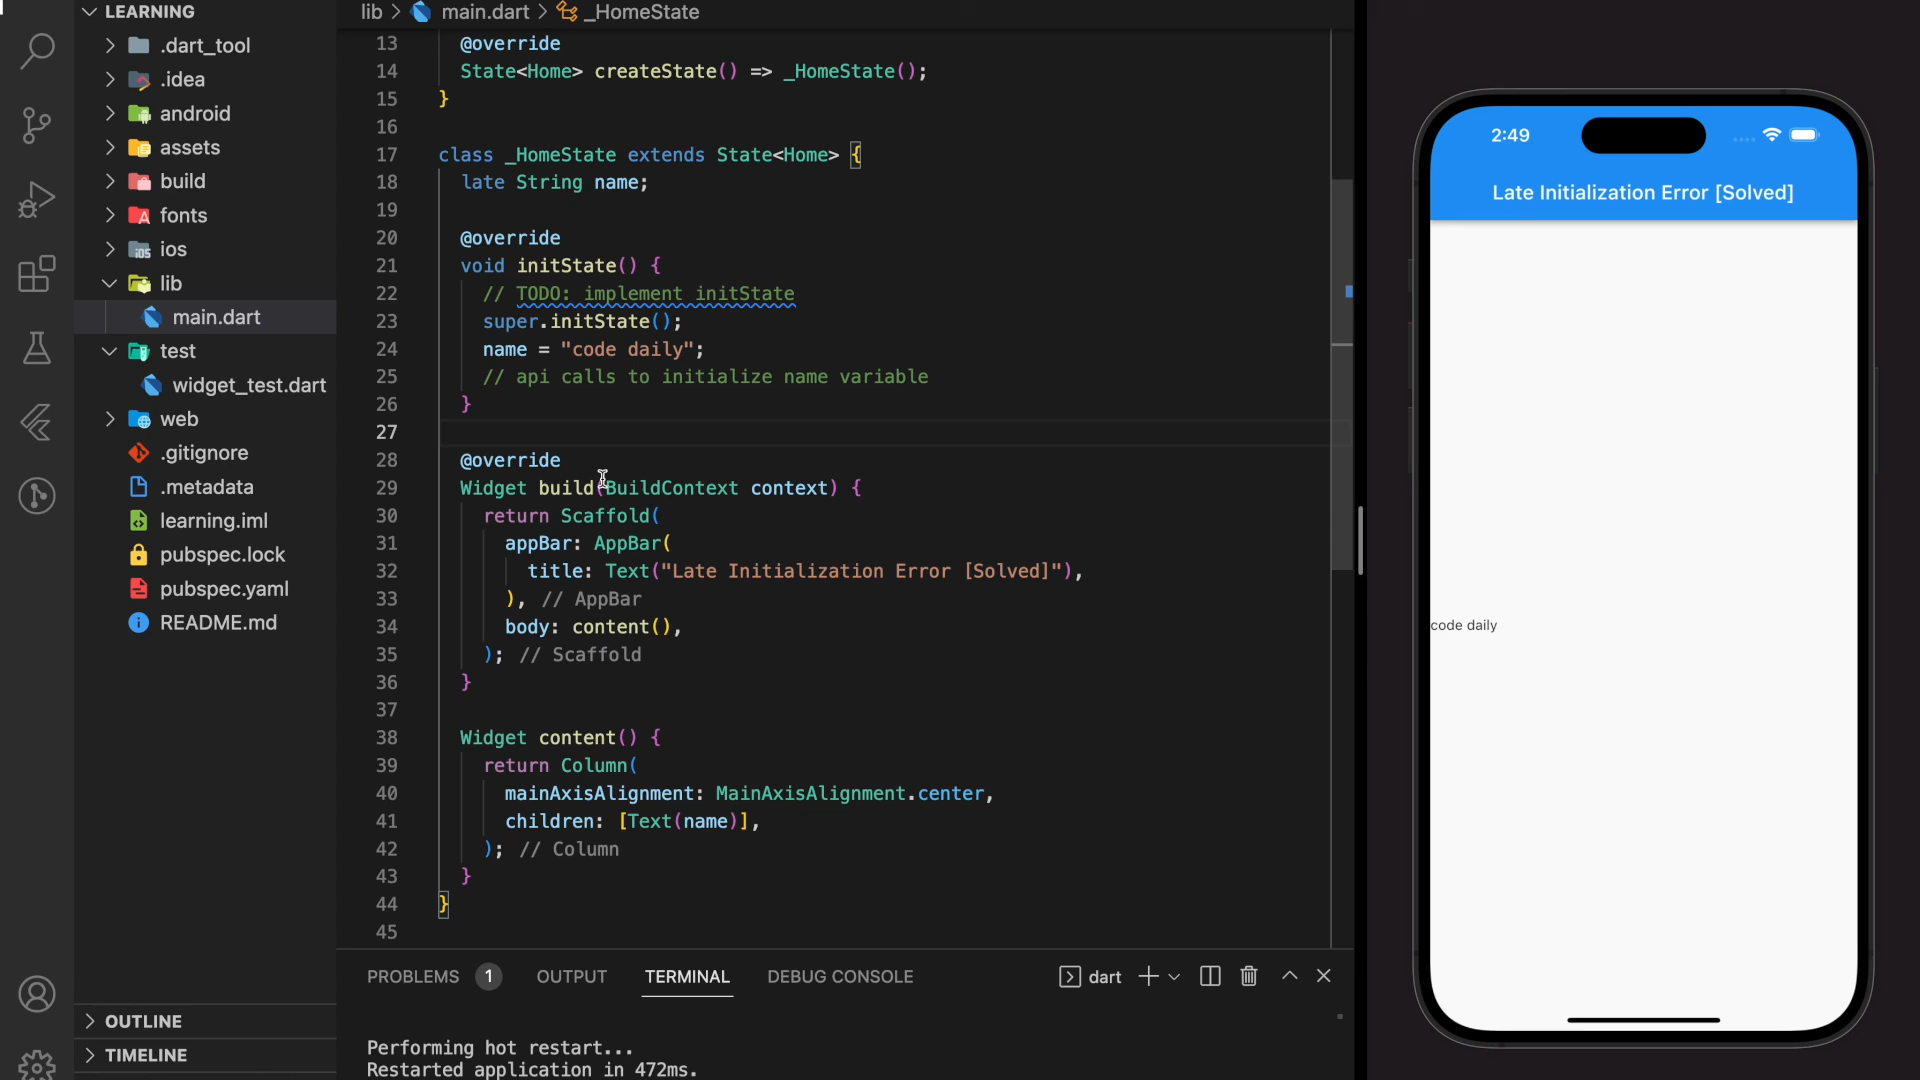 LEARNING
.dart_tool
.idea
android
assets
build
fonts
ios
lib
main.dart
test
widget_test.dart
web
.gitignore
.metadata
learning.iml
pubspec.lock
pubspec.yaml
README.md
OUTLINE
TIMELINE
lib > main.dart > _HomeState
13 @override
14 State<Home> createState() => _HomeState();
15 }
16
17 class _HomeState extends State<Home> {
18 late String name;
19
20 @override
21 void initState() {
22 // TODO: implement initState
23 super.initState();
24 name = "code daily";
25 // api calls to initialize name variable
26 }
27
28 @override
29 Widget build(BuildContext context) {
30 return Scaffold(
31 appBar: AppBar(
32 title: Text("Late Initialization Error [Solved]"),
33 ), // AppBar
34 body: content(),
35 ); // Scaffold
36 }
37
38 Widget content() {
39 return Column(
40 mainAxisAlignment: MainAxisAlignment.center,
41 children: [Text(name)],
42 ); // Column
43 }
44 }
45
PROBLEMS 1 OUTPUT TERMINAL DEBUG CONSOLE dart
Performing hot restart...
Restarted application in 472ms.
2:49
Late Initialization Error [Solved]
code daily